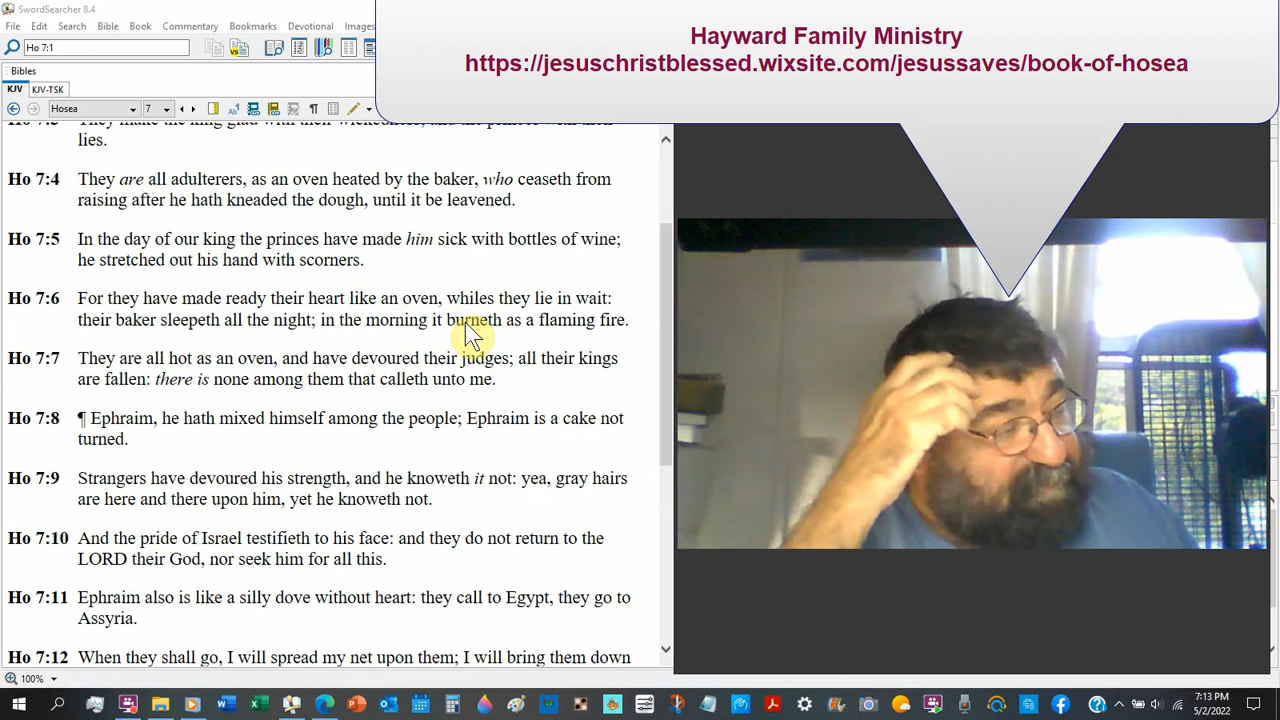 SwordSearcher 8.4
File Edit Search Bible Book Commentary Bookmarks Devotional Images
Ho 7:1
VS
Bibles
KJV KJV-TSK
Hosea 7
Hayward Family Ministry
https://jesuschristblessed.wixsite.com/jesussaves/book-of-hosea
lies.
Ho 7:4 They are all adulterers, as an oven heated by the baker, who ceaseth from
raising after he hath kneaded the dough, until it be leavened.
Ho 7:5 In the day of our king the princes have made him sick with bottles of wine;
he stretched out his hand with scorners.
Ho 7:6 For they have made ready their heart like an oven, whiles they lie in wait:
their baker sleepeth all the night; in the morning it burneth as a flaming fire.
Ho 7:7 They are all hot as an oven, and have devoured their judges; all their kings
are fallen: there is none among them that calleth unto me.
Ho 7:8 ¶ Ephraim, he hath mixed himself among the people; Ephraim is a cake not
turned.
Ho 7:9 Strangers have devoured his strength, and he knoweth it not: yea, gray hairs
are here and there upon him, yet he knoweth not.
Ho 7:10 And the pride of Israel testifieth to his face: and they do not return to the
LORD their God, nor seek him for all this.
Ho 7:11 Ephraim also is like a silly dove without heart: they call to Egypt, they go to
Assyria.
Ho 7:12 When they shall go, I will spread my net upon them; I will bring them down
100%
7:13 PM
5/2/2022